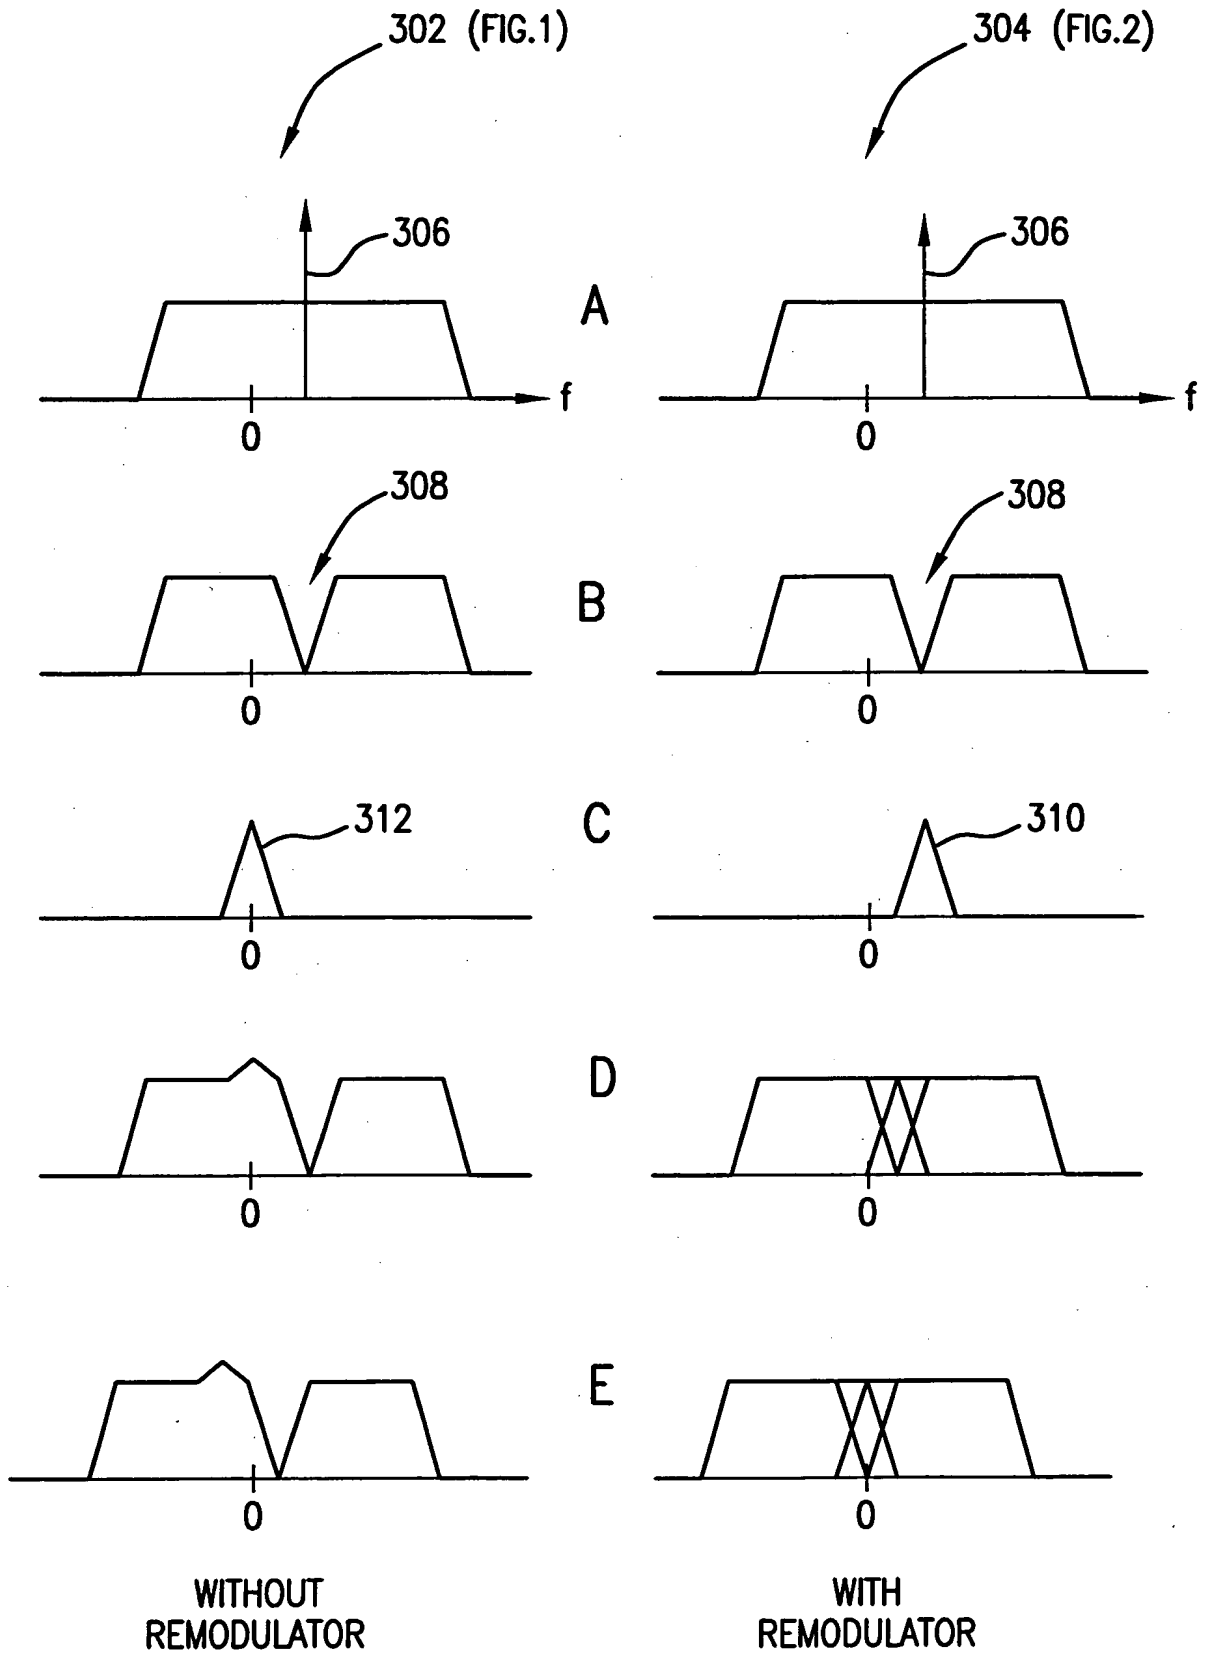 302 (FIG.1)
304 (FIG.2)
306
306
A
f
f
0
0
308
308
B
0
0
312
C
310
0
0
D
0
0
E
0
0
WITHOUT
REMODULATOR
WITH
REMODULATOR